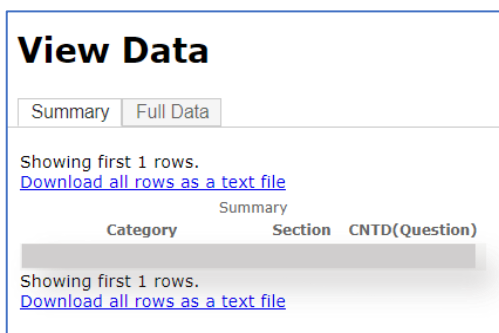 View Data
Summary Full Data
Showing first 1 rows.
Download all rows as a text file
Summary
Category Section CNTD(Question)
Showing first 1 rows.
Download all rows as a text file